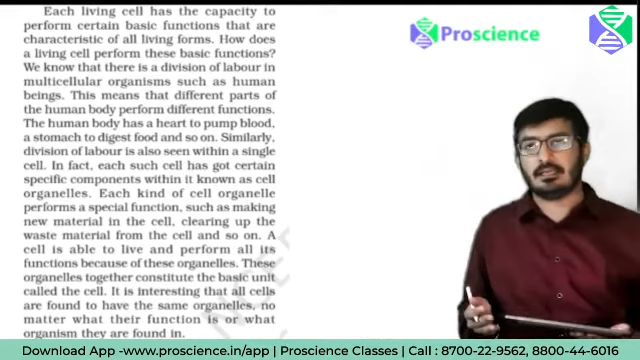 Each living cell has the capacity to
perform certain basic functions that are
characteristic of all living forms. How does
a living cell perform these basic functions?
We know that there is a division of labour in
multicellular organisms such as human
beings. This means that different parts of
the human body perform different functions.
The human body has a heart to pump blood,
a stomach to digest food and so on. Similarly,
division of labour is also seen within a single
cell. In fact, each such cell has got certain
specific components within it known as cell
organelles. Each kind of cell organelle
performs a special function, such as making
new material in the cell, clearing up the
waste material from the cell and so on. A
cell is able to live and perform all its
functions because of these organelles. These
organelles together constitute the basic unit
called the cell. It is interesting that all cells
are found to have the same organelles, no
matter what their function is or what
organism they are found in.
Proscience
Download App -www.proscience.in/app | Proscience Classes | Call : 8700-22-9562, 8800-44-6016